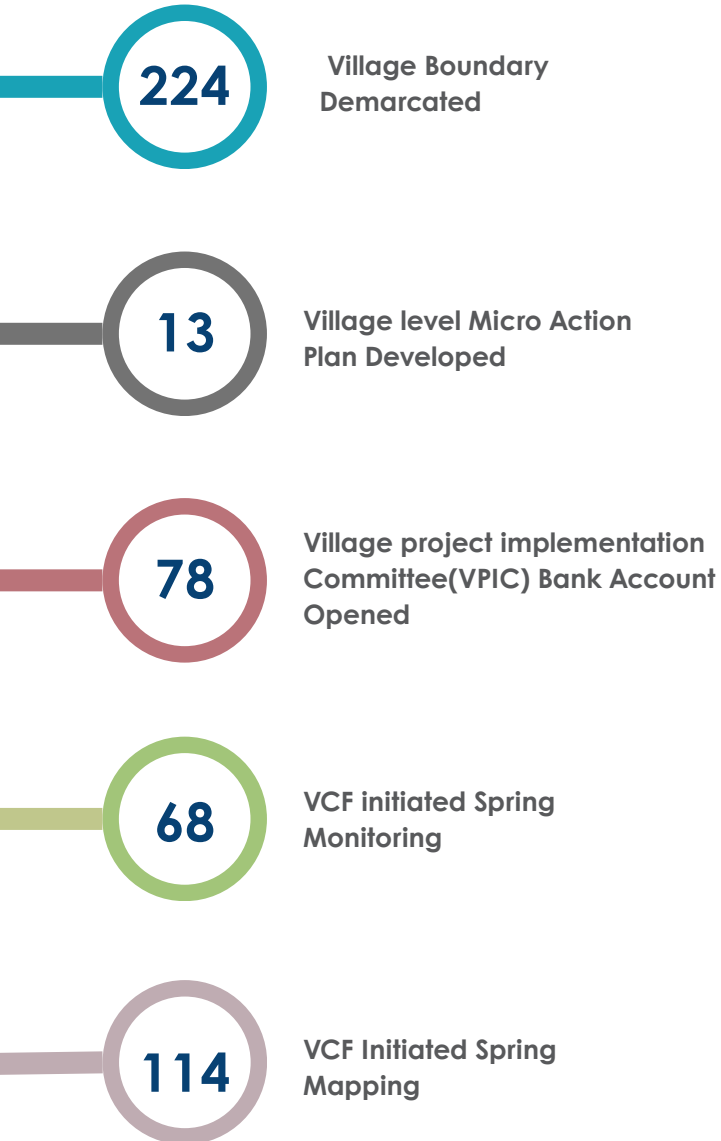 224
Village Boundary
Demarcated
13
Village level Micro Action
Plan Developed
78
Village project implementation
Committee(VPIC) Bank Account
Opened
68
VCF initiated Spring
Monitoring
114
VCF Initiated Spring
Mapping